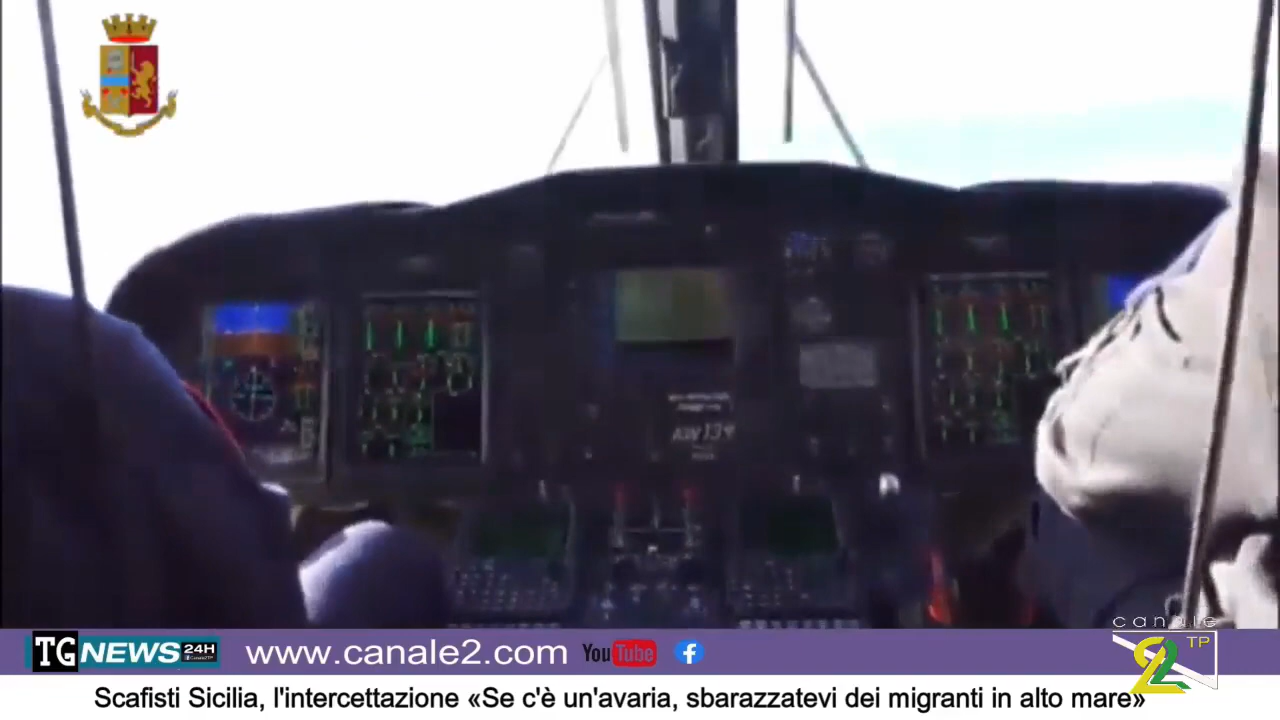 AW139
TG NEWS 24H
www.canale2.com
YouTube
canale
2 TP
Scafisti Sicilia, l'intercettazione «Se c'è un'avaria, sbarazzatevi dei migranti in alto mare»